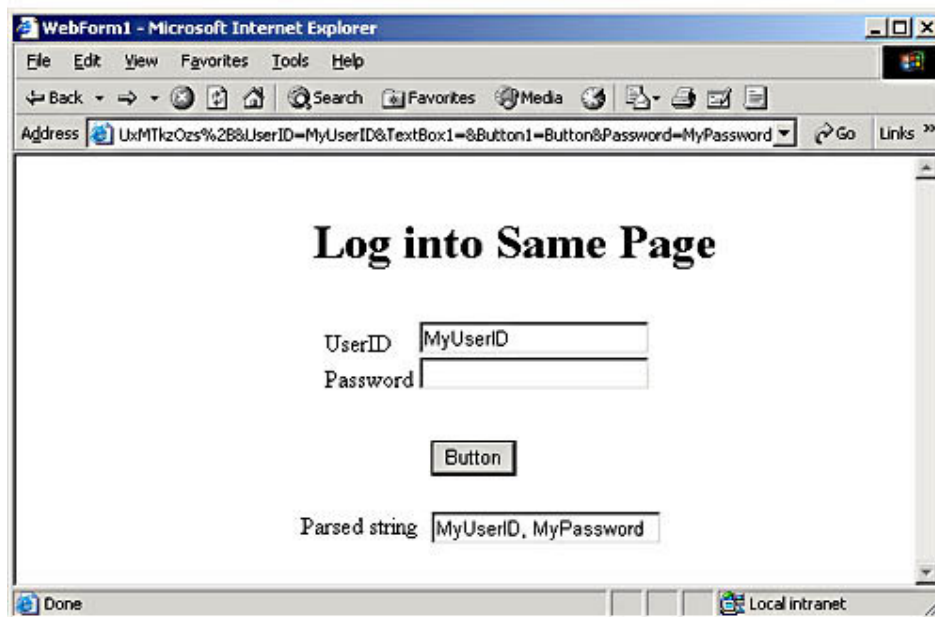 WebForm1 - Microsoft Internet Explorer
File Edit View Favorites Tools Help
Back Search Favorites Media
Address UxMTkzOzs%2B&UserID=MyUserID&TextBox1=&Button1=Button&Password=MyPassword Go Links »
Log into Same Page
UserID MyUserID
Password
Button
Parsed string MyUserID, MyPassword
Done Local intranet